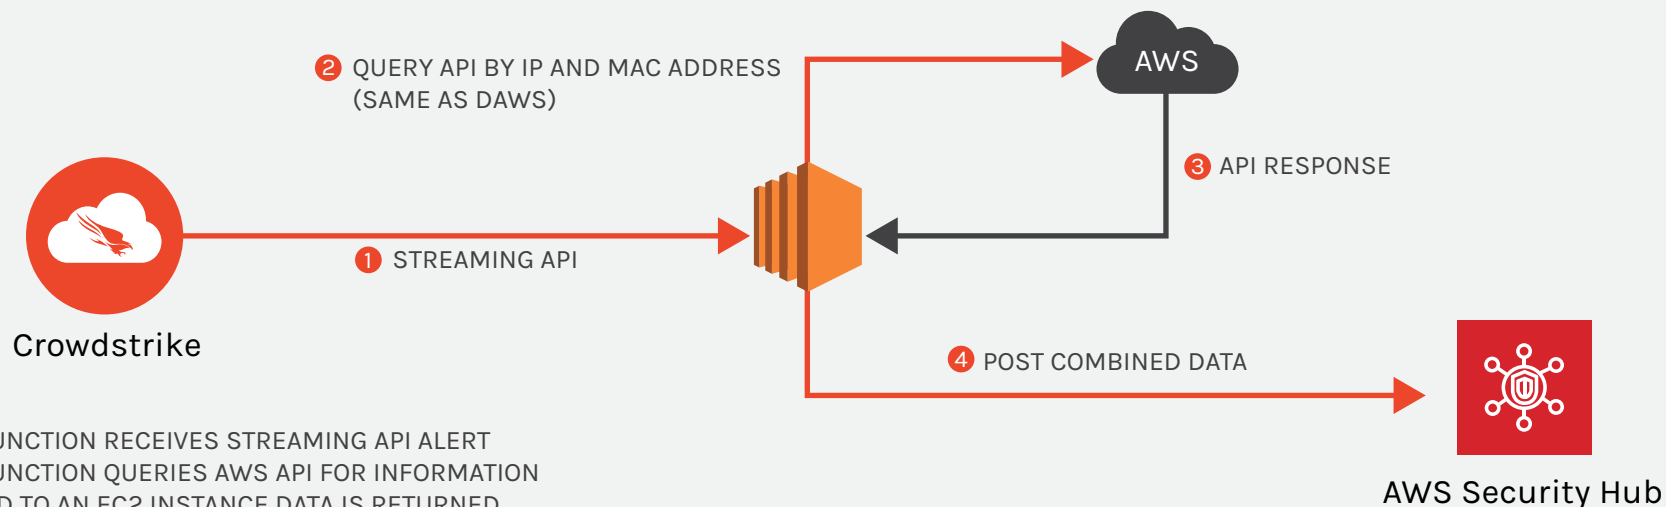 AWS
2 QUERY API BY IP AND MAC ADDRESS
(SAME AS DAWS)
3 API RESPONSE
1 STREAMING API
Crowdstrike
4 POST COMBINED DATA
RECEIVES STREAMING API ALERT
QUERIES AWS API FOR INFORMATION
TO AN EC2 INSTANCE DATA IS RETURNED
AWS Security Hub